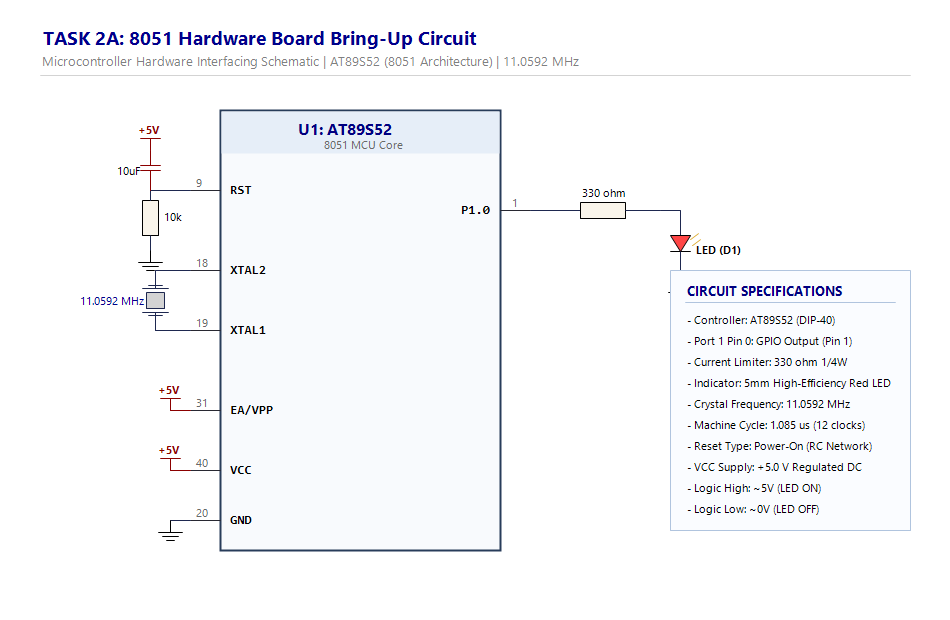 TASK 2A: 8051 Hardware Board Bring-Up Circuit
Microcontroller Hardware Interfacing Schematic | AT89S52 (8051 Architecture) | 11.0592 MHz
U1: AT89S52
8051 MCU Core
+5V
10uF
9
RST
10k
18
XTAL2
11.0592 MHz
19
XTAL1
+5V
31
EA/VPP
+5V
40
VCC
20
GND
P1.0
1
330 ohm
LED (D1)
CIRCUIT SPECIFICATIONS
- Controller: AT89S52 (DIP-40)
- Port 1 Pin 0: GPIO Output (Pin 1)
- Current Limiter: 330 ohm 1/4W
- Indicator: 5mm High-Efficiency Red LED
- Crystal Frequency: 11.0592 MHz
- Machine Cycle: 1.085 us (12 clocks)
- Reset Type: Power-On (RC Network)
- VCC Supply: +5.0 V Regulated DC
- Logic High: ~5V (LED ON)
- Logic Low: ~0V (LED OFF)